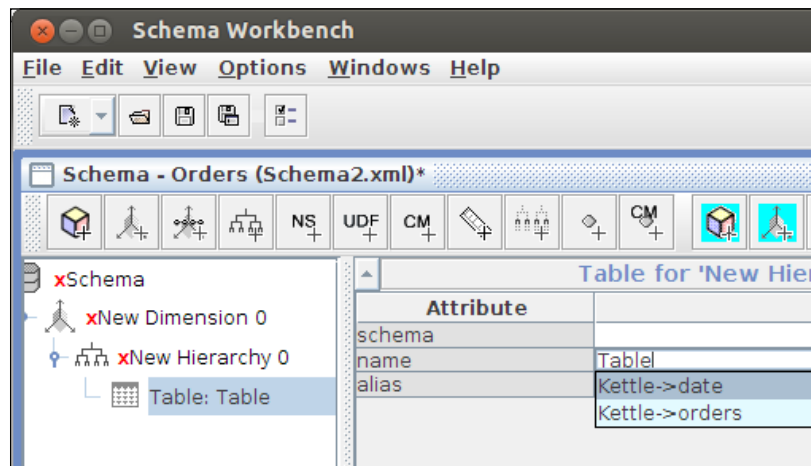 Schema Workbench
File Edit View Options Windows Help
Schema - Orders (Schema2.xml)*
NS UDF CM CM
xSchema
xNew Dimension 0
xNew Hierarchy 0
Table: Table
Table for 'New Hier
Attribute
schema
name Table
alias
Kettle->date
Kettle->orders